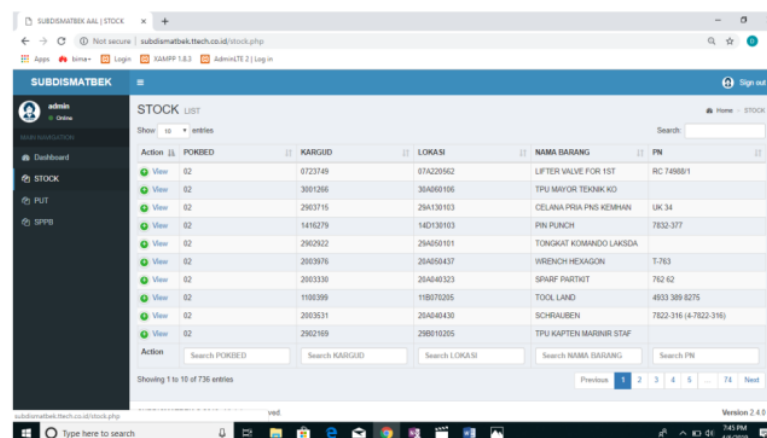 SUBDISMATBEK AAL | STOCK
Not secure | subdismatbek.ttech.co.id/stock.php
Apps bima+ Login XAMPP 1.8.3 AdminLTE 2 | Log in
SUBDISMATBEK Sign out
admin
Online
MAIN NAVIGATION
Dashboard
STOCK
PUT
SPPB
STOCK LIST Home STOCK
Show 10 entries Search:
Action POKBED KARGUD LOKASI NAMA BARANG PN
View 02 0723749 07A220562 LIFTER VALVE FOR 1ST RC 74988/1
View 02 3001266 30A060106 TPU MAYOR TEKNIK KO
View 02 2903715 29A130103 CELANA PRIA PNS KEMHAN UK 34
View 02 1416279 14D130103 PIN PUNCH 7832-377
View 02 2902922 29A050101 TONGKAT KOMANDO LAKSDA
View 02 2003976 20A050437 WRENCH HEXAGON T-763
View 02 2003330 20A040323 SPARF PARTKIT 762 62
View 02 1100399 11B070205 TOOL LAND 4933 389 8275
View 02 2003531 20A040430 SCHRAUBEN 7822-316 (4-7822-316)
View 02 2902169 29B010205 TPU KAPTEN MARINIR STAF
Action Search POKBED Search KARGUD Search LOKASI Search NAMA BARANG Search PN
Showing 1 to 10 of 736 entries Previous 1 2 3 4 5 ... 74 Next
subdismatbek.ttech.co.id/stock.php Version 2.4.0
Type here to search 7:45 PM